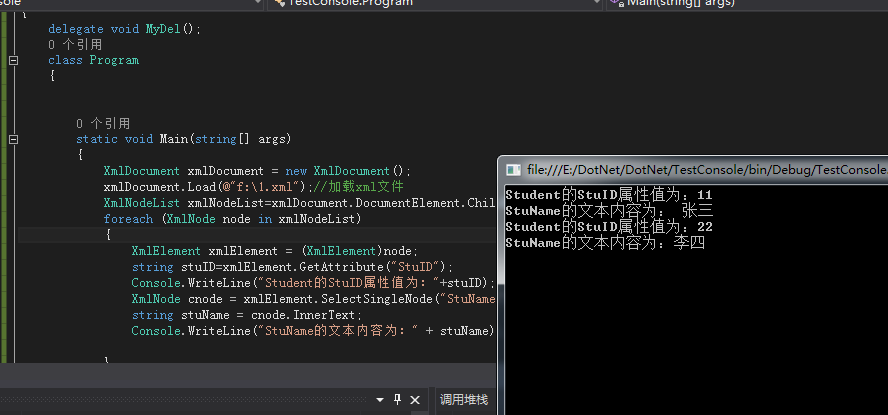 sole
TestConsole.Program
Main(string[] args)
{
delegate void MyDel();
0 个引用
class Program
{
0 个引用
static void Main(string[] args)
{
XmlDocument xmlDocument = new XmlDocument();
xmlDocument.Load(@"f:\1.xml");//加载xml文件
XmlNodeList xmlNodeList=xmlDocument.DocumentElement.Chil
foreach (XmlNode node in xmlNodeList)
{
XmlElement xmlElement = (XmlElement)node;
string stuID=xmlElement.GetAttribute("StuID");
Console.WriteLine("Student的StuID属性值为："+stuID);
XmlNode cnode = xmlElement.SelectSingleNode("StuName
string stuName = cnode.InnerText;
Console.WriteLine("StuName的文本内容为：" + stuName)
}
file:///E:/DotNet/DotNet/TestConsole/bin/Debug/TestConsole.
Student的StuID属性值为：11
StuName的文本内容为： 张三
Student的StuID属性值为：22
StuName的文本内容为：李四
调用堆栈